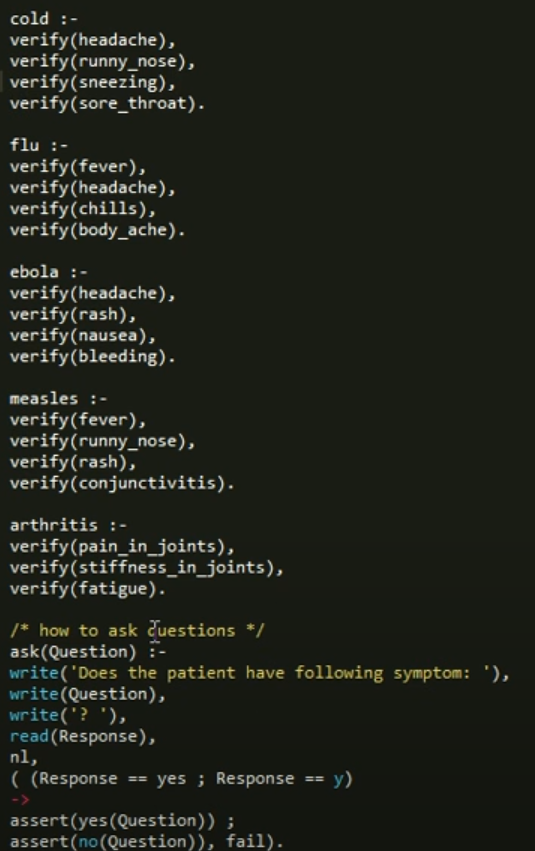 cold :-
verify(headache),
verify(runny_nose),
verify(sneezing),
verify(sore_throat).
flu :-
verify(fever),
verify(headache),
verify(chills),
verify(body_ache).
ebola :-
verify(headache),
verify(rash),
verify(nausea),
verify(bleeding).
measles :-
verify(fever),
verify(runny_nose),
verify(rash),
verify(conjunctivitis).
arthritis :-
verify(pain_in_joints),
verify(stiffness_in_joints),
verify(fatigue).
/* how to ask questions */
ask(Question) :-
write('Does the patient have following symptom: '),
write(Question),
write('? '),
read(Response),
nl,
( (Response == yes ; Response == y)
->
assert(yes(Question)) ;
assert(no(Question)), fail).